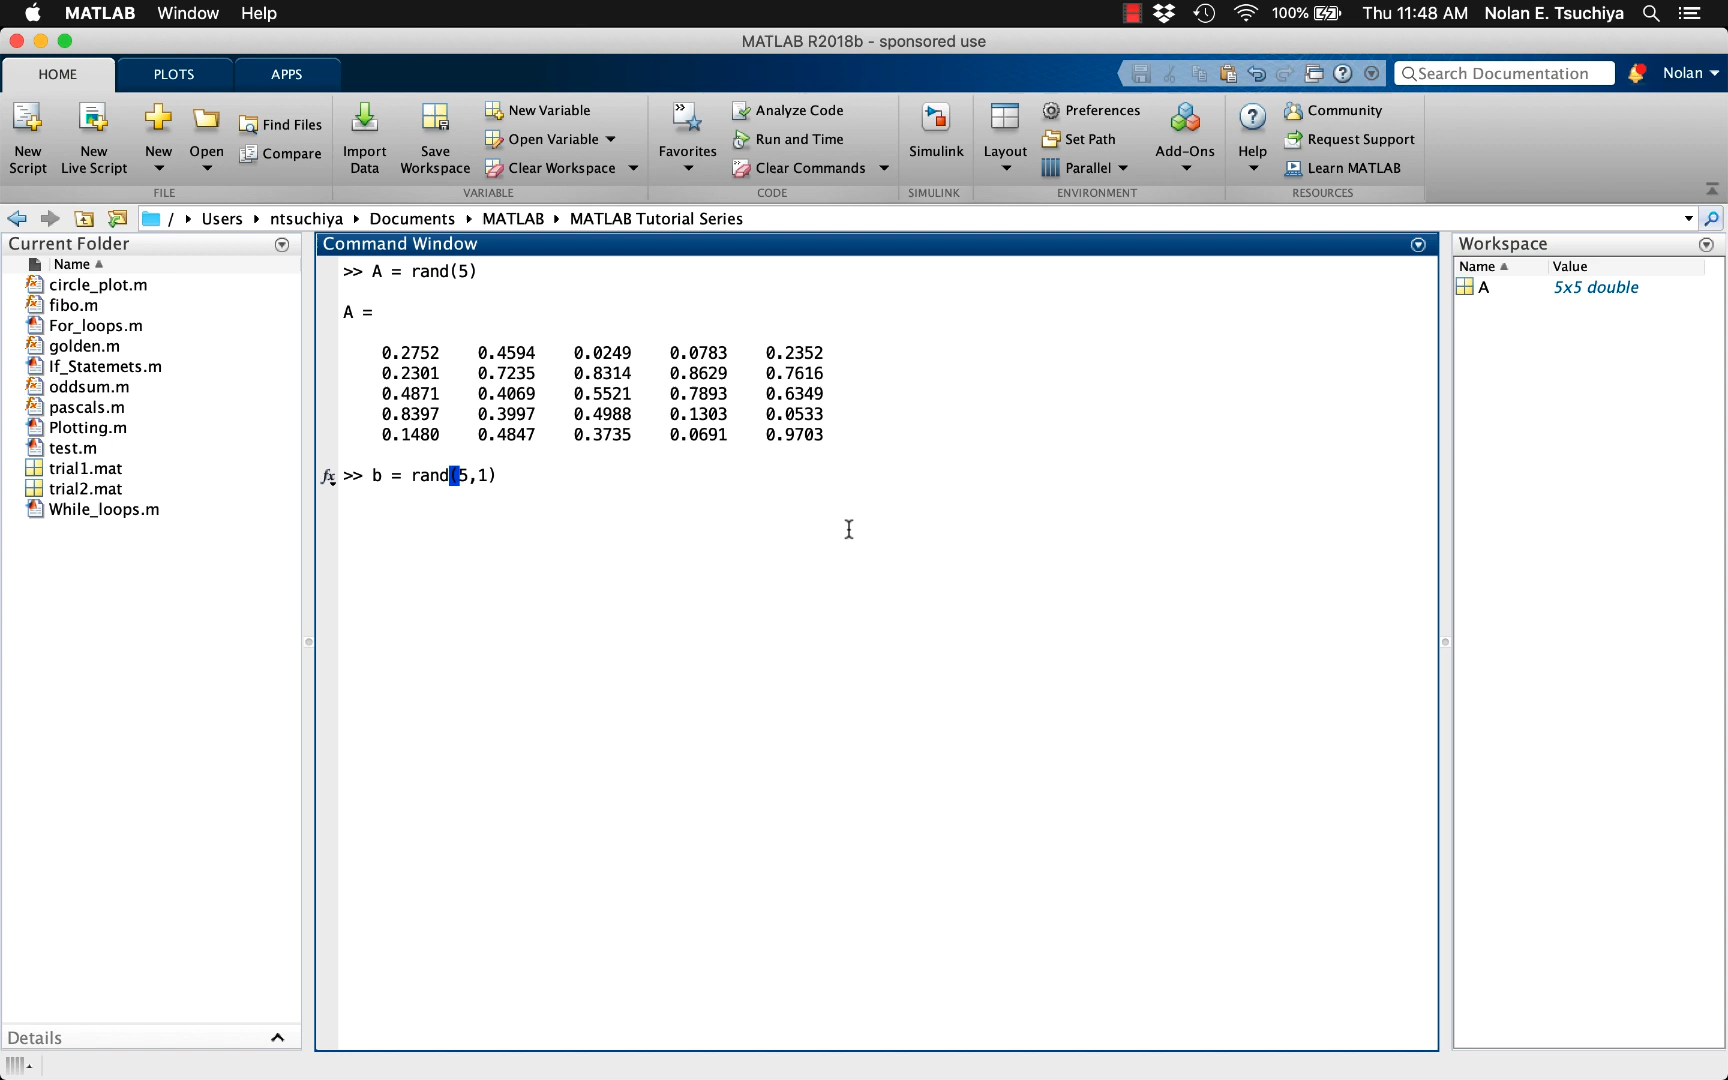 MATLAB Window Help 100% Thu 11:48 AM Nolan E. Tsuchiya
MATLAB R2018b - sponsored use
HOME PLOTS APPS Search Documentation Nolan
New Script
New Live Script
New
Open
Find Files
Compare
FILE
Import Data
Save Workspace
New Variable
Open Variable
Clear Workspace
VARIABLE
Favorites
Analyze Code
Run and Time
Clear Commands
CODE
Simulink
SIMULINK
Layout
Preferences
Set Path
Parallel
Add-Ons
ENVIRONMENT
Help
Community
Request Support
Learn MATLAB
RESOURCES
/ Users ntsuchiya Documents MATLAB MATLAB Tutorial Series
Current Folder
Name
circle_plot.m
fibo.m
For_loops.m
golden.m
If_Statemets.m
oddsum.m
pascals.m
Plotting.m
test.m
trial1.mat
trial2.mat
While_loops.m
Details
Command Window
>> A = rand(5)
A =
0.2752 0.4594 0.0249 0.0783 0.2352
0.2301 0.7235 0.8314 0.8629 0.7616
0.4871 0.4069 0.5521 0.7893 0.6349
0.8397 0.3997 0.4988 0.1303 0.0533
0.1480 0.4847 0.3735 0.0691 0.9703
fx >> b = rand(5,1)
Workspace
Name Value
A 5x5 double